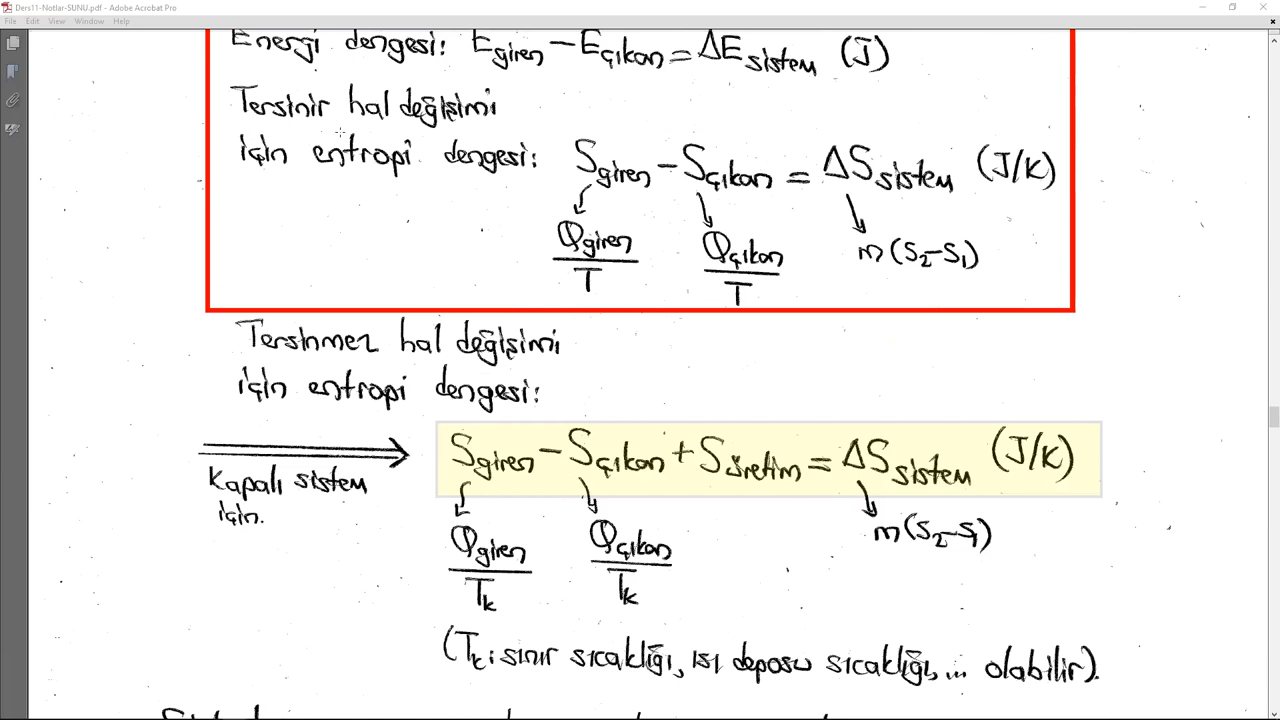 Ders11-Notlar-SUNU.pdf - Adobe Acrobat Pro
File Edit View Window Help
Energi dengesi: Egiren - Eçıkan = ΔEsistem (J)
Tersinir hal değişimi
için entropi dengesi: Sgiren - Sçıkan = ΔSsistem (J/K)
Qgiren/T Qçıkan/T m(S2-S1)
Tersinmez hal değişimi
için entropi dengesi:
Sgiren - Sçıkan + Süretim = ΔSsistem (J/K)
Kapalı sistem
için.
Qgiren/Tk Qçıkan/Tk m(S2-S1)
(Tk: sınır sıcaklığı, ısı deposu sıcaklığı,... olabilir).